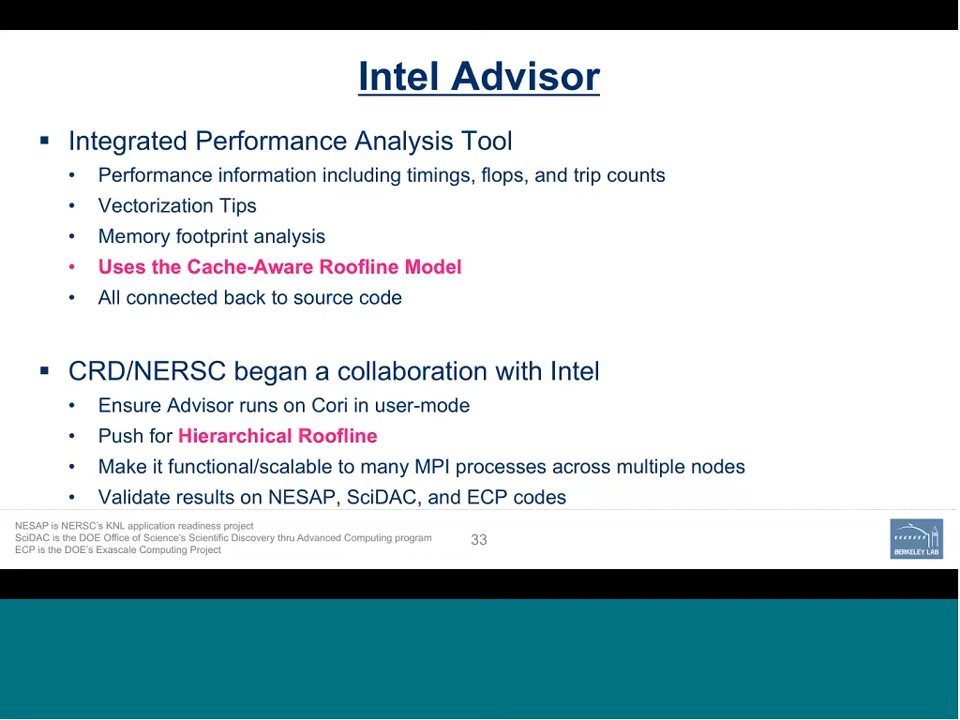 Intel Advisor
▪ Integrated Performance Analysis Tool
• Performance information including timings, flops, and trip counts
• Vectorization Tips
• Memory footprint analysis
• Uses the Cache-Aware Roofline Model
• All connected back to source code
▪ CRD/NERSC began a collaboration with Intel
• Ensure Advisor runs on Cori in user-mode
• Push for Hierarchical Roofline
• Make it functional/scalable to many MPI processes across multiple nodes
• Validate results on NESAP, SciDAC, and ECP codes
NESAP is NERSC's KNL application readiness project
SciDAC is the DOE Office of Science's Scientific Discovery thru Advanced Computing program
ECP is the DOE's Exascale Computing Project
33
BERKELEY LAB